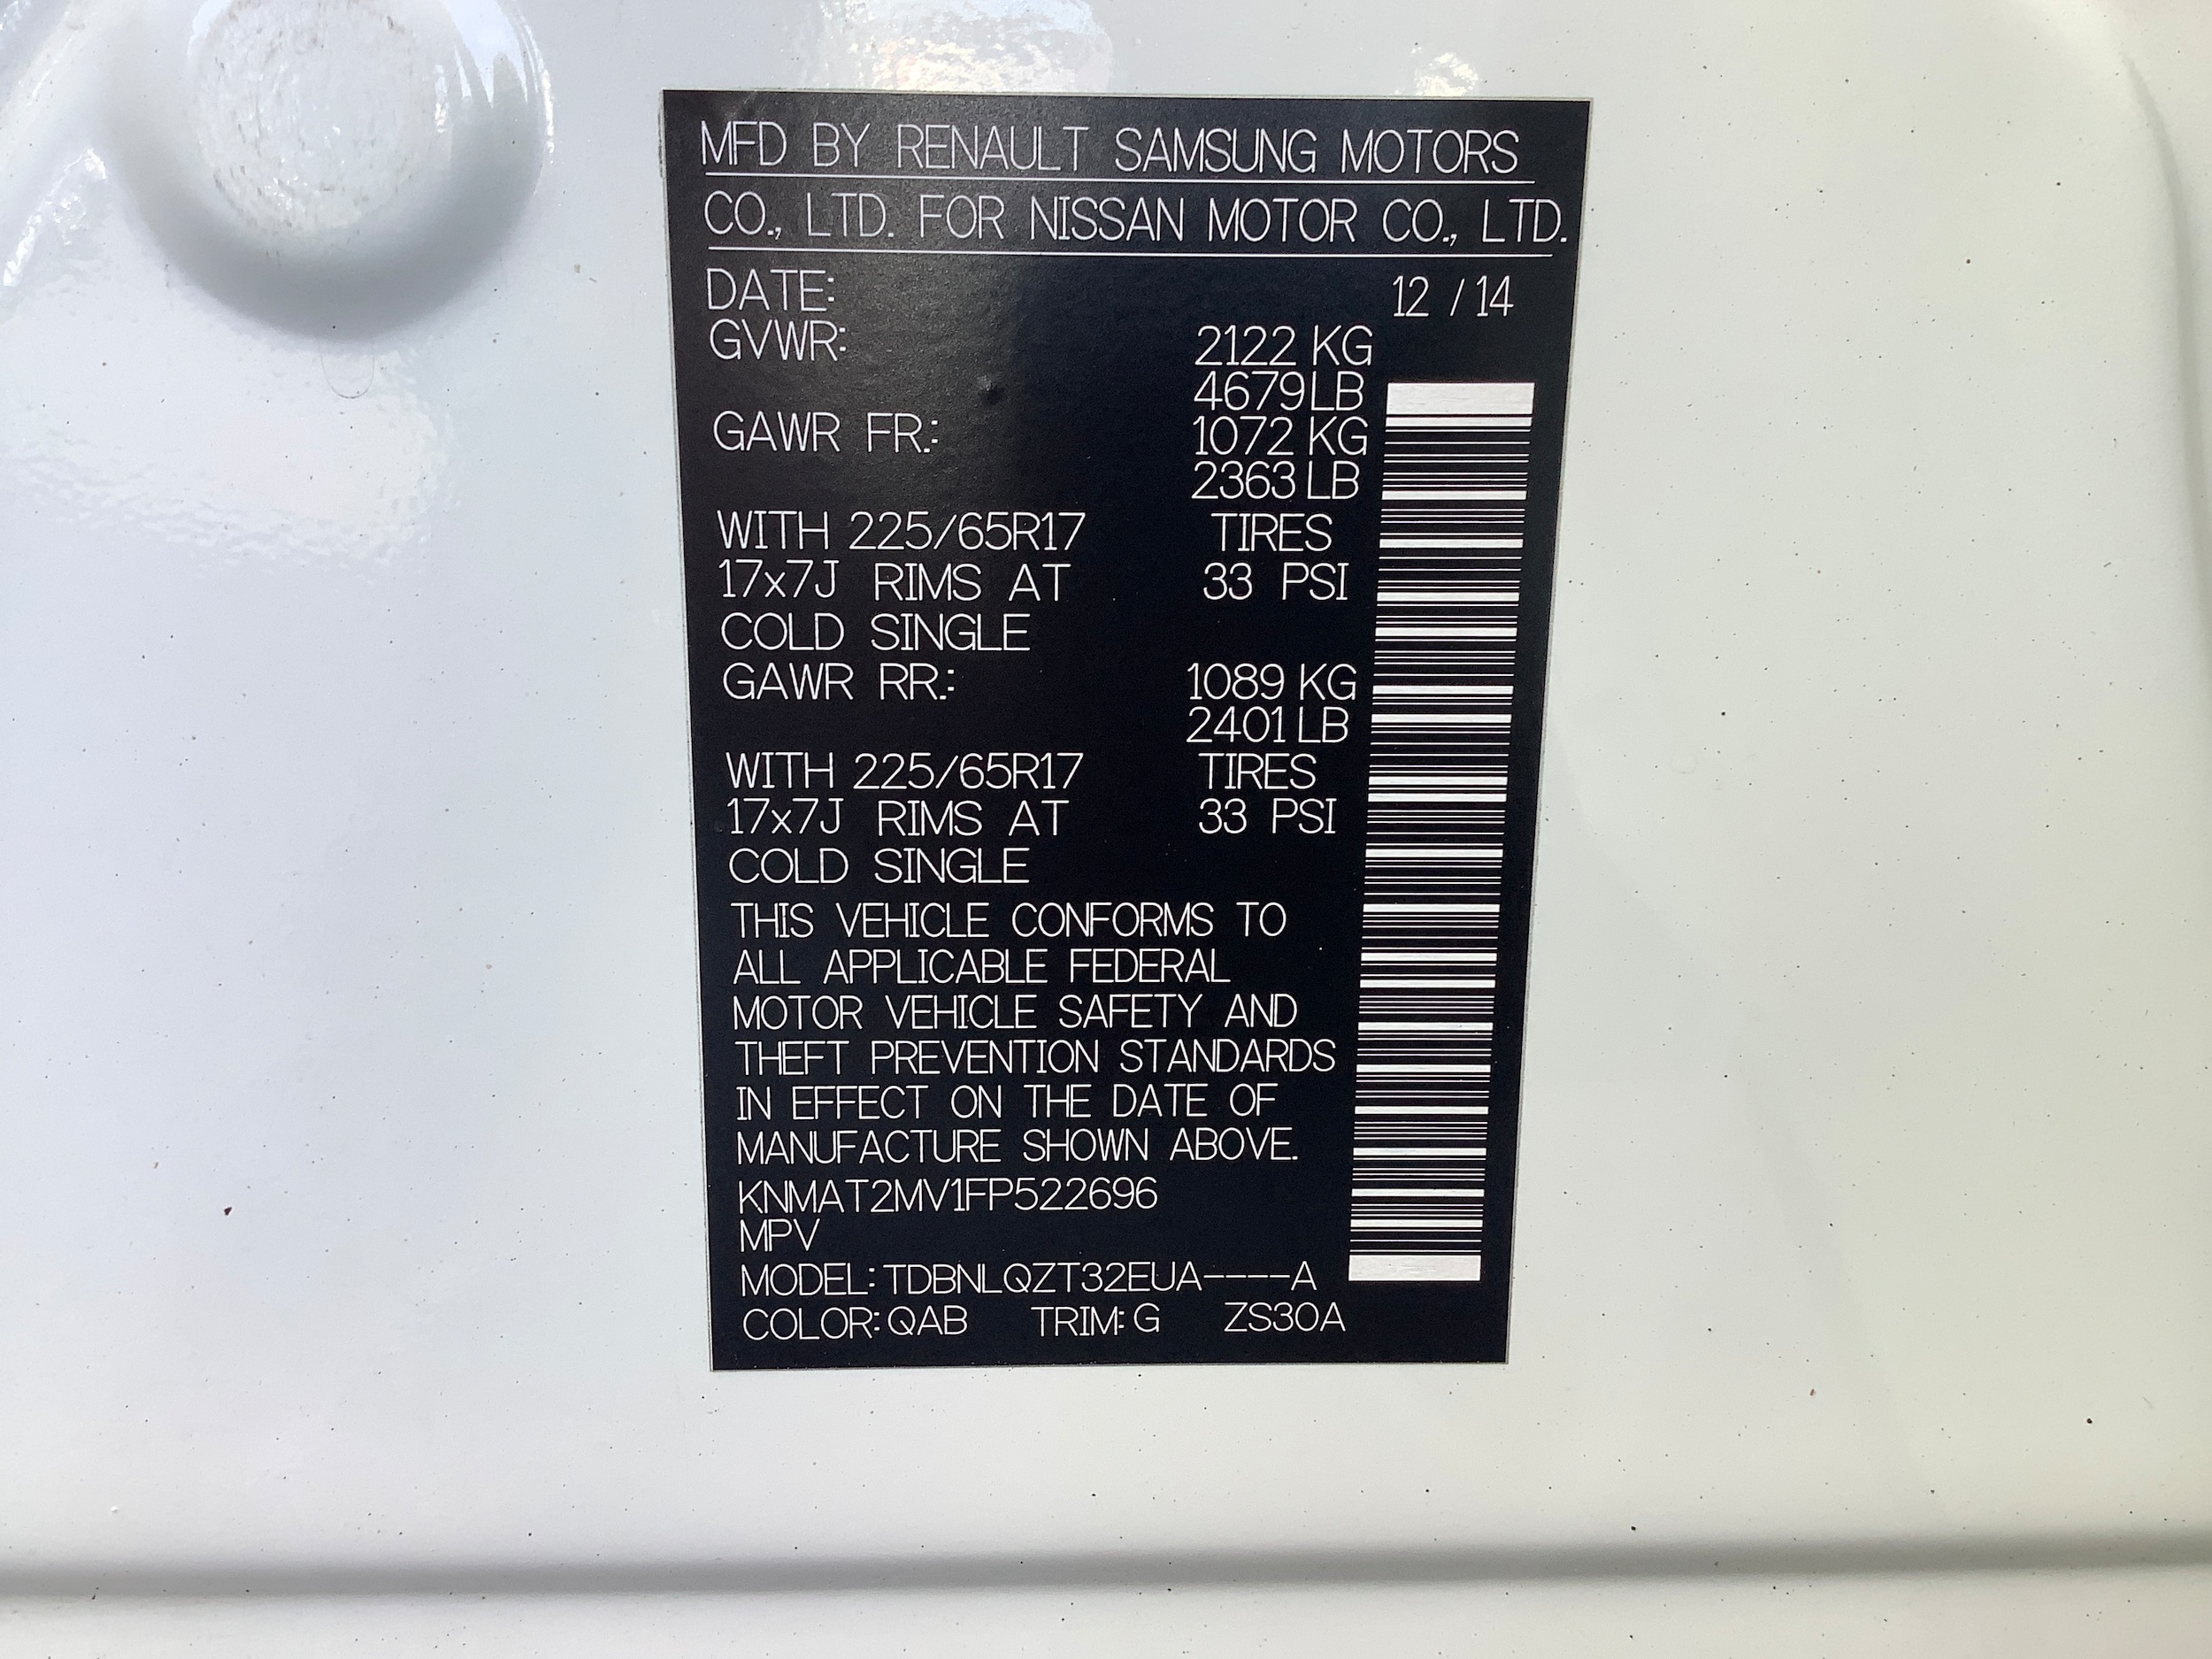 MFD BY RENAULT SAMSUNG MOTORS
CO., LTD. FOR NISSAN MOTOR CO., LTD.
DATE: 12 / 14
GVWR: 2122 KG
4679 LB
GAWR FR.: 1072 KG
2363 LB
WITH 225/65R17 TIRES
17x7J RIMS AT 33 PSI
COLD SINGLE
GAWR RR.: 1089 KG
2401 LB
WITH 225/65R17 TIRES
17x7J RIMS AT 33 PSI
COLD SINGLE
THIS VEHICLE CONFORMS TO
ALL APPLICABLE FEDERAL
MOTOR VEHICLE SAFETY AND
THEFT PREVENTION STANDARDS
IN EFFECT ON THE DATE OF
MANUFACTURE SHOWN ABOVE.
KNMAT2MV1FP522696
MPV
MODEL: TDBNLQZT32EUA----A
COLOR: QAB TRIM: G ZS30A